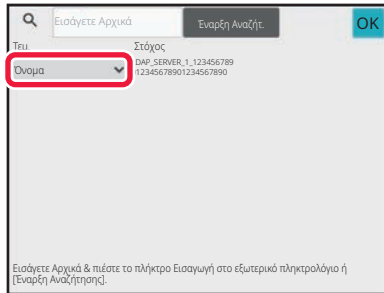 Εισάγετε Αρχικά
Έναρξη Αναζήτ.
OK
Τευ.
Στόχος
Όνομα
DAP_SERVER_1_123456789
12345678901234567890
Εισάγετε Αρχικά & πιέστε το πλήκτρο Εισαγωγή στο εξωτερικό πληκτρολόγιο ή
[Έναρξη Αναζήτησης].